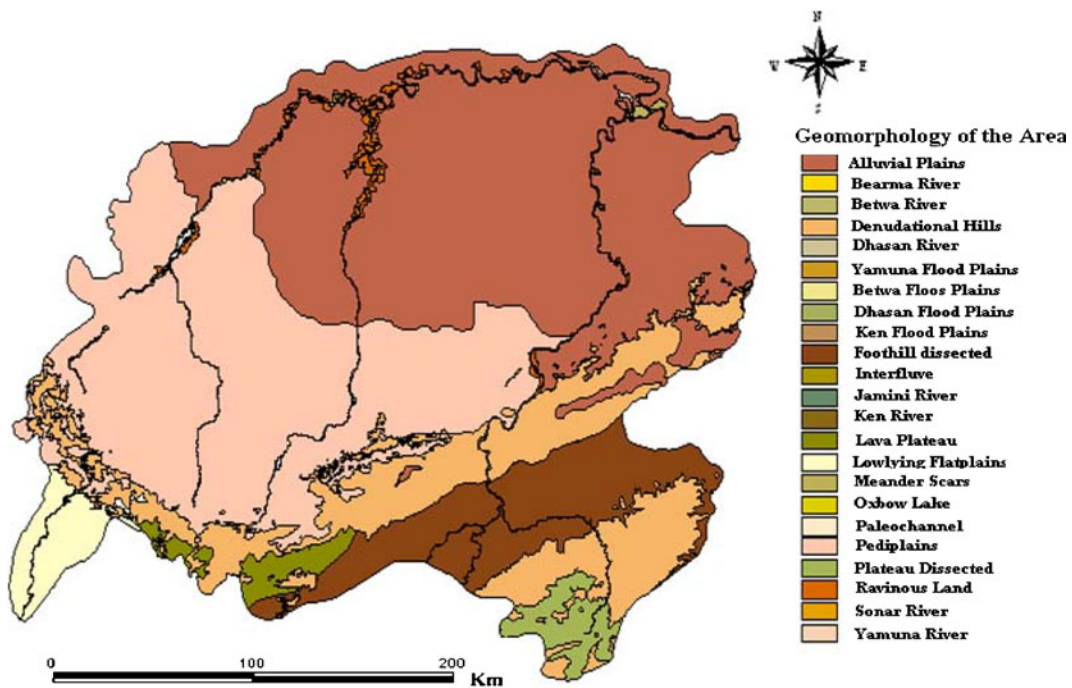 N
W E
S
Geomorphology of the Area
Alluvial Plains
Bearma River
Betwa River
Denudational Hills
Dhasan River
Yamuna Flood Plains
Betwa Floos Plains
Dhasan Flood Plains
Ken Flood Plains
Foothill dissected
Interfluve
Jamini River
Ken River
Lava Plateau
Lowlying Flatplains
Meander Scars
Oxbow Lake
Paleochannel
Pediplains
Plateau Dissected
Ravinous Land
Sonar River
Yamuna River
0 100 200
Km